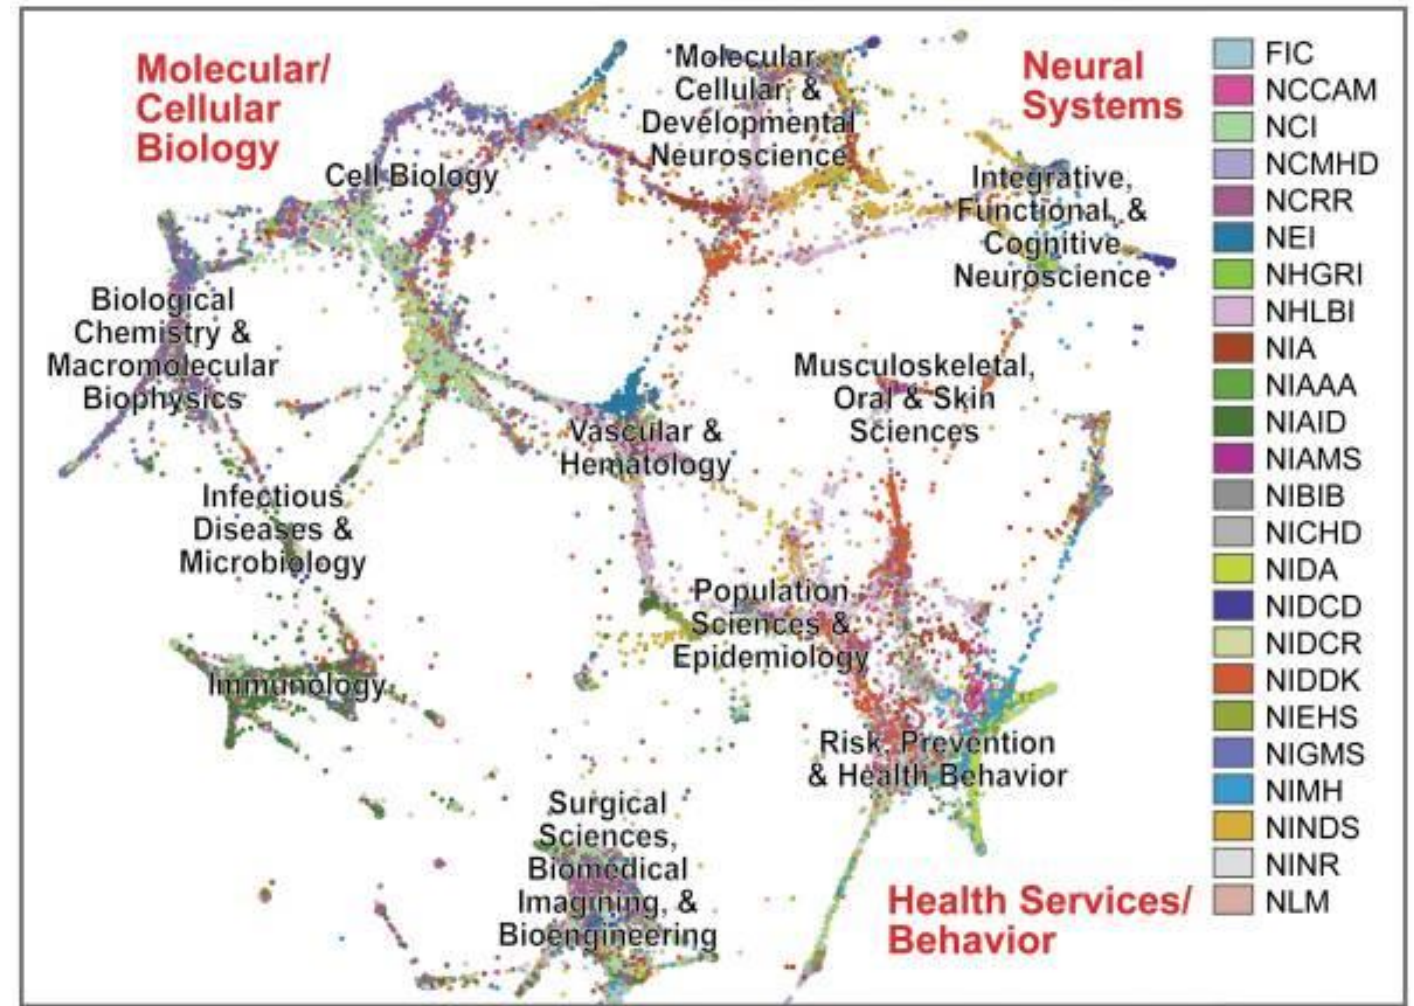 Molecular/
Cellular
Biology
Molecular,
Cellular, &
Developmental
Neuroscience
Neural
Systems
Cell Biology
Integrative,
Functional, &
Cognitive
Neuroscience
Biological
Chemistry &
Macromolecular
Biophysics
Musculoskeletal,
Oral & Skin
Sciences
Vascular &
Hematology
Infectious
Diseases &
Microbiology
Population
Sciences &
Epidemiology
Immunology
Risk, Prevention
& Health Behavior
Surgical
Sciences,
Biomedical
Imagining, &
Bioengineering
Health Services/
Behavior
FIC
NCCAM
NCI
NCMHD
NCRR
NEI
NHGRI
NHLBI
NIA
NIAAA
NIAID
NIAMS
NIBIB
NICHD
NIDA
NIDCD
NIDCR
NIDDK
NIEHS
NIGMS
NIMH
NINDS
NINR
NLM